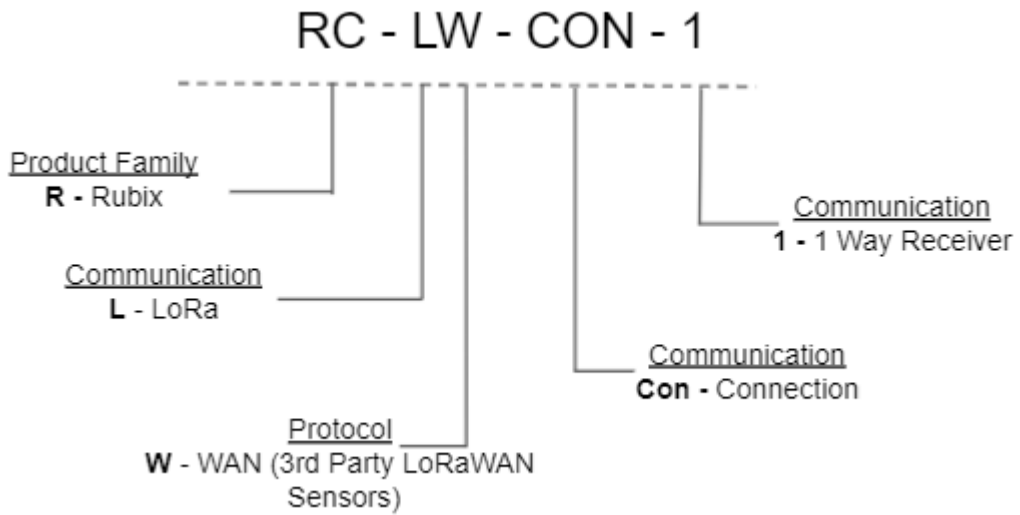 RC - LW - CON - 1
Product Family
R - Rubix
Communication
1 - 1 Way Receiver
Communication
L - LoRa
Communication
Con - Connection
Protocol
W - WAN (3rd Party LoRaWAN
Sensors)